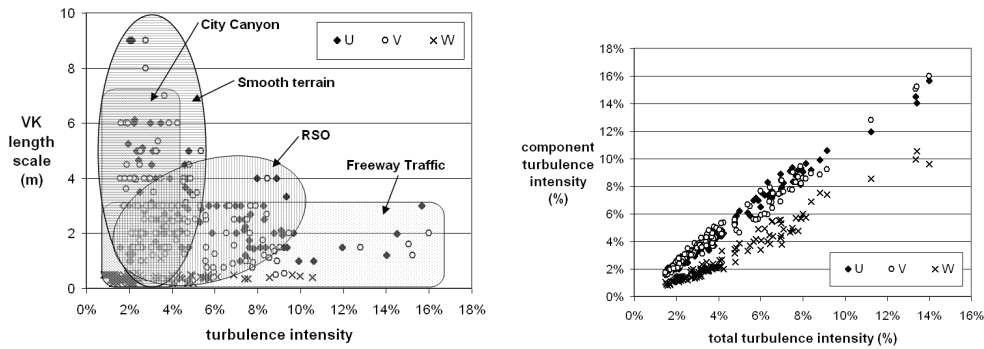 10
8
6
4
2
0
VK
length
scale
(m)
City Canyon
U V W
Smooth terrain
RSO
Freeway Traffic
0% 2% 4% 6% 8% 10% 12% 14% 16% 18%
turbulence intensity
18%
16%
14%
12%
10%
8%
6%
4%
2%
0%
component
turbulence
intensity
(%)
U V W
0% 2% 4% 6% 8% 10% 12% 14% 16%
total turbulence intensity (%)